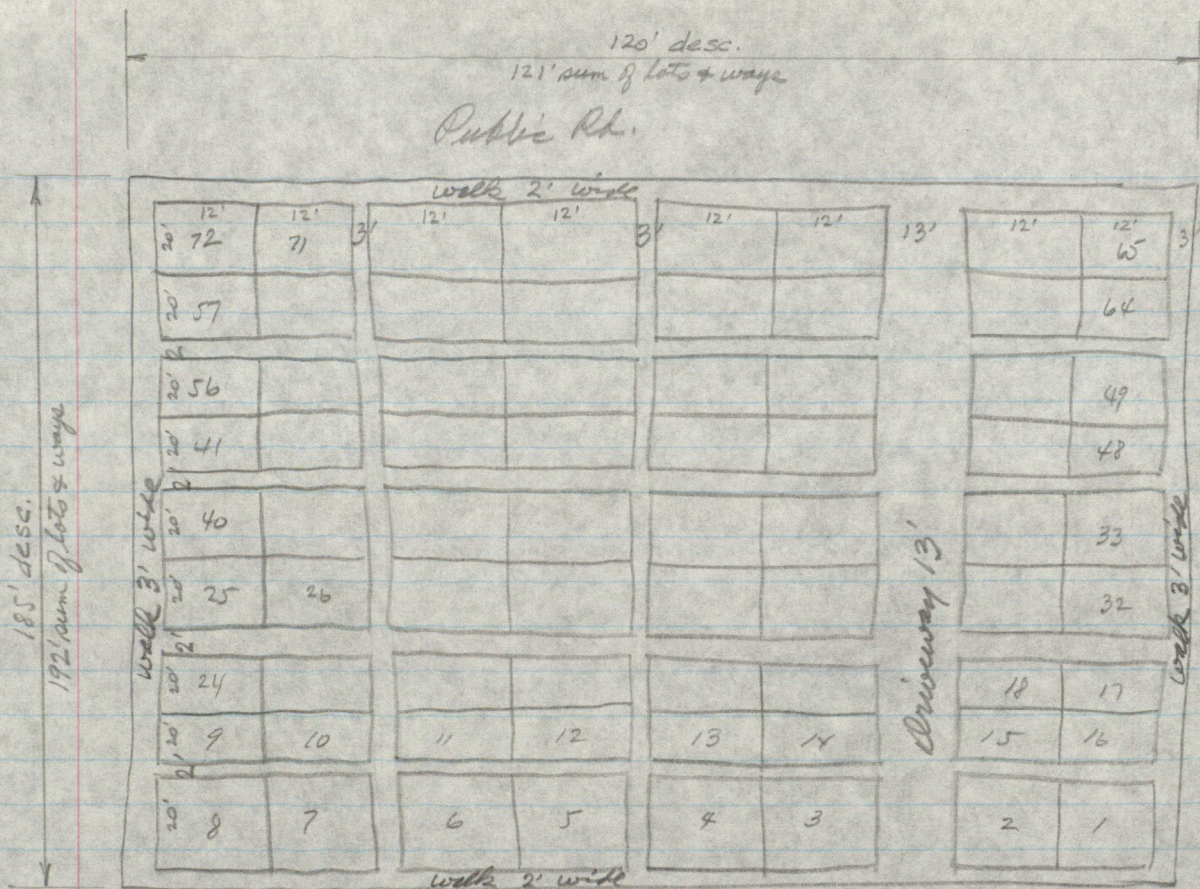 120' desc.
121' sum of lots & ways
Public Rd.
walk 2' wide
12' 12' 3' 12' 12' 3' 12' 12' 13' 12' 12' 3'
20' 72 71 65
20' 57 64
2
20' 56 49
20' 41 48
2'
20' 40 33
20' 25 26 32
2'
20' 24 18 17
20' 9 10 11 12 13 14 15 16
2'
20' 8 7 6 5 4 3 2 1
walk 2' wide
185' desc.
192' sum of lots & ways
walk 3' wide
Driveway 13'
walk 3' wide